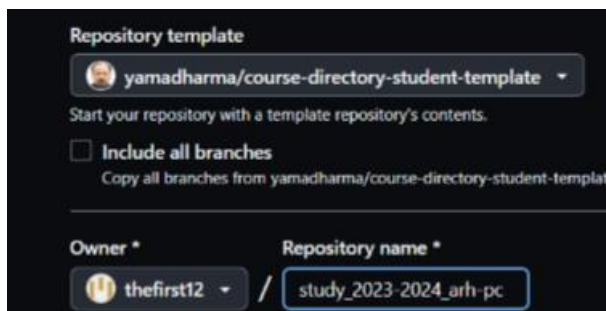 Repository template
yamadharma/course-directory-student-template
Start your repository with a template repository's contents.
Include all branches
Copy all branches from yamadharma/course-directory-student-templat
Owner * Repository name *
thefirst12 / study_2023-2024_arh-pc